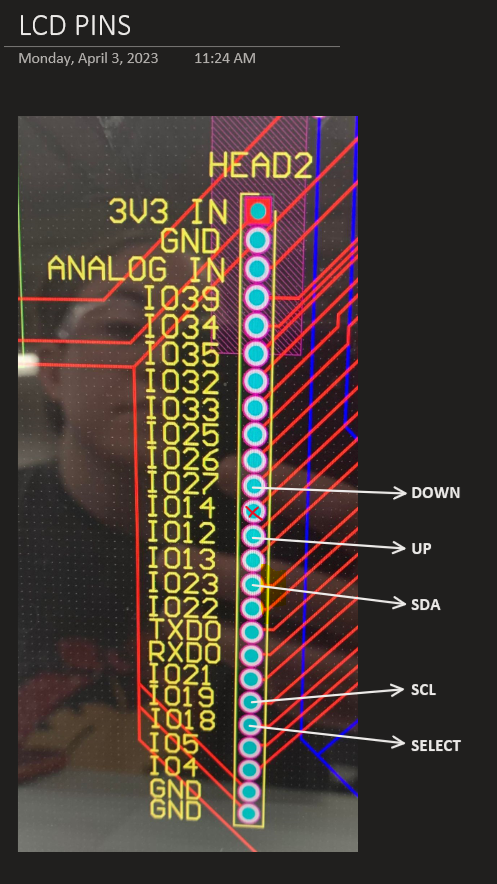 LCD PINS
Monday, April 3, 2023 11:24 AM
HEAD2
3V3 IN
GND
ANALOG IN
IO39
IO34
IO35
IO32
IO33
IO25
IO26
IO27
IO14
IO12
IO13
IO23
IO22
TXD0
RXD0
IO21
IO19
IO18
IO5
IO4
GND
GND
DOWN
UP
SDA
SCL
SELECT